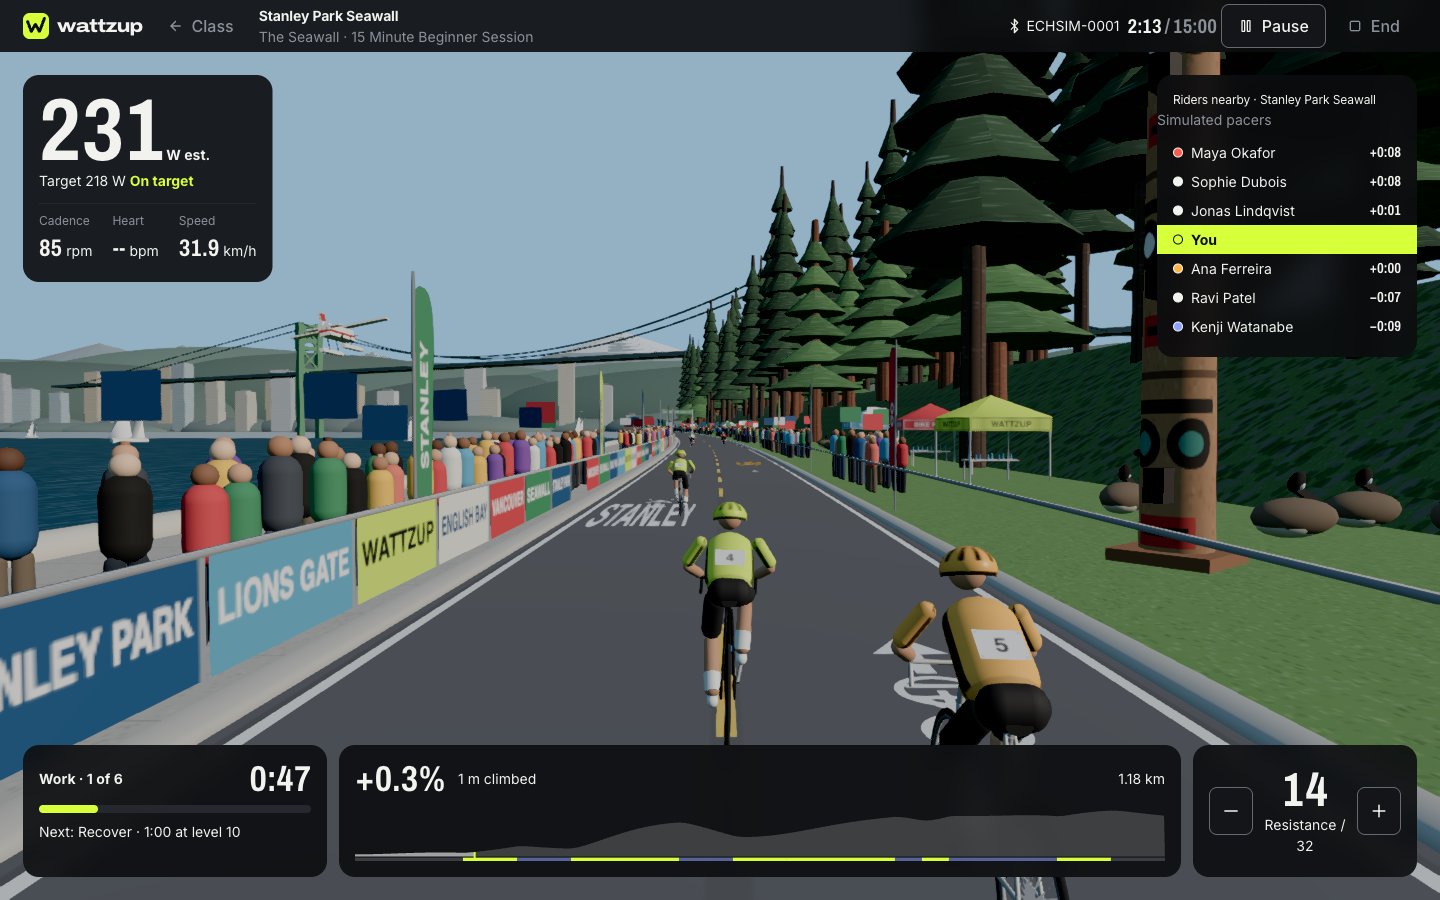 wattzup
Class
Stanley Park Seawall
The Seawall · 15 Minute Beginner Session
ECHSIM-0001
2:13 / 15:00
Pause
End
231 W est.
Target 218 W On target
Cadence Heart Speed
85 rpm -- bpm 31.9 km/h
Riders nearby · Stanley Park Seawall
Simulated pacers
Maya Okafor +0:08
Sophie Dubois +0:08
Jonas Lindqvist +0:01
You
Ana Ferreira +0:00
Ravi Patel −0:07
Kenji Watanabe −0:09
STANLEY
WATTZUP
STANLEY
NLEY PARK
LIONS GATE
WATTZUP
ENGLISH BAY
VANCOUVER
SEAWALL
4
5
Work · 1 of 6 0:47
Next: Recover · 1:00 at level 10
+0.3% 1 m climbed 1.18 km
14
Resistance /
32